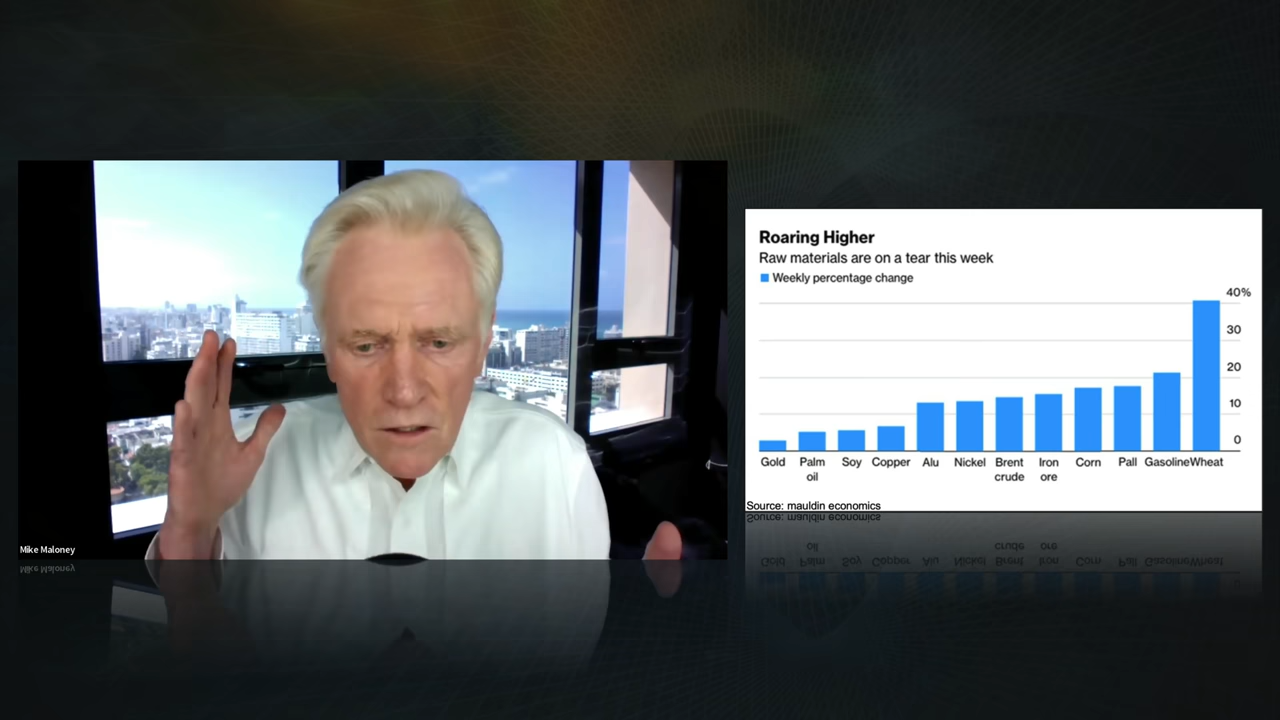 Mike Maloney
Roaring Higher
Raw materials are on a tear this week
Weekly percentage change
40%
30
20
10
0
Gold Palm oil Soy Copper Alu Nickel Brent crude Iron ore Corn Pall Gasoline Wheat
Source: mauldin economics